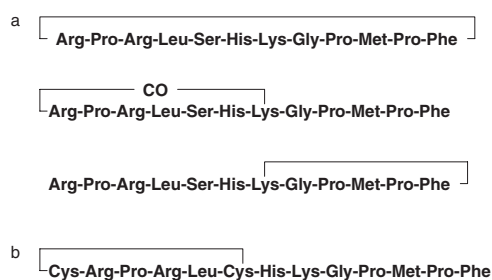 a
Arg-Pro-Arg-Leu-Ser-His-Lys-Gly-Pro-Met-Pro-Phe
CO
Arg-Pro-Arg-Leu-Ser-His-Lys-Gly-Pro-Met-Pro-Phe
Arg-Pro-Arg-Leu-Ser-His-Lys-Gly-Pro-Met-Pro-Phe
b
Cys-Arg-Pro-Arg-Leu-Cys-His-Lys-Gly-Pro-Met-Pro-Phe